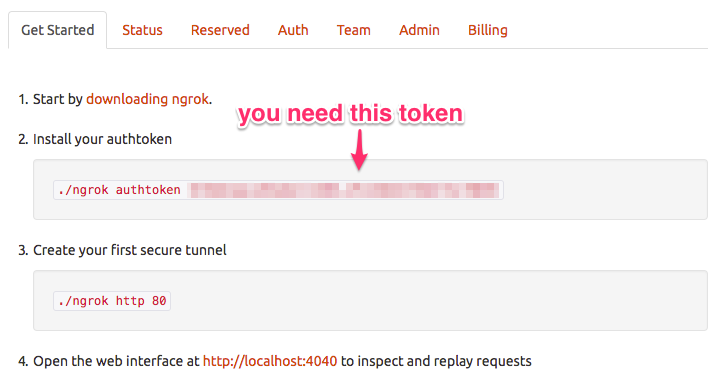 Get Started Status Reserved Auth Team Admin Billing
1. Start by downloading ngrok.
you need this token
2. Install your authtoken
./ngrok authtoken
3. Create your first secure tunnel
./ngrok http 80
4. Open the web interface at http://localhost:4040 to inspect and replay requests